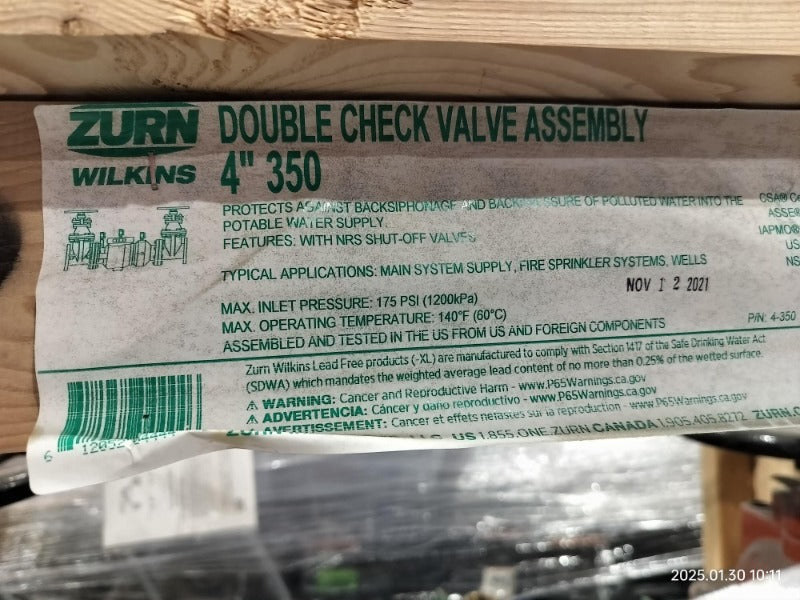 ZURN
WILKINS
DOUBLE CHECK VALVE ASSEMBLY
4" 350
PROTECTS AGAINST BACKSIPHONAGE AND BACKPRESSURE OF POLLUTED WATER INTO THE
POTABLE WATER SUPPLY.
FEATURES: WITH NRS SHUT-OFF VALVES
TYPICAL APPLICATIONS: MAIN SYSTEM SUPPLY, FIRE SPRINKLER SYSTEMS, WELLS
NOV 12 2021
MAX. INLET PRESSURE: 175 PSI (1200kPa)
MAX. OPERATING TEMPERATURE: 140°F (60°C)
ASSEMBLED AND TESTED IN THE US FROM US AND FOREIGN COMPONENTS
CSA®
ASSE®
IAPMO®
US
P/N: 4-350
Zurn Wilkins Lead Free products (-XL) are manufactured to comply with Section 1417 of the Safe Drinking Water Act
(SDWA) which mandates the weighted average lead content of no more than 0.25% of the wetted surface.
⚠ WARNING: Cancer and Reproductive Harm - www.P65Warnings.ca.gov
⚠ ADVERTENCIA: Cáncer y daño reproductivo - www.P65Warnings.ca.gov
AVERTISSEMENT: Cancer et effets néfastes sur la reproduction - www.P65Warnings.ca.gov
US 1.855.ONE.ZURN CANADA 1.905.405.8272 ZURN.C
6
2025.01.30 10:11